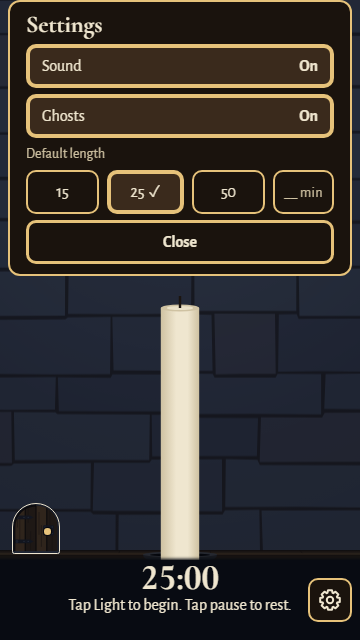 Settings
Sound On
Ghosts On
Default length
15 25 ✓ 50 __ min
Close
25:00
Tap Light to begin. Tap pause to rest.